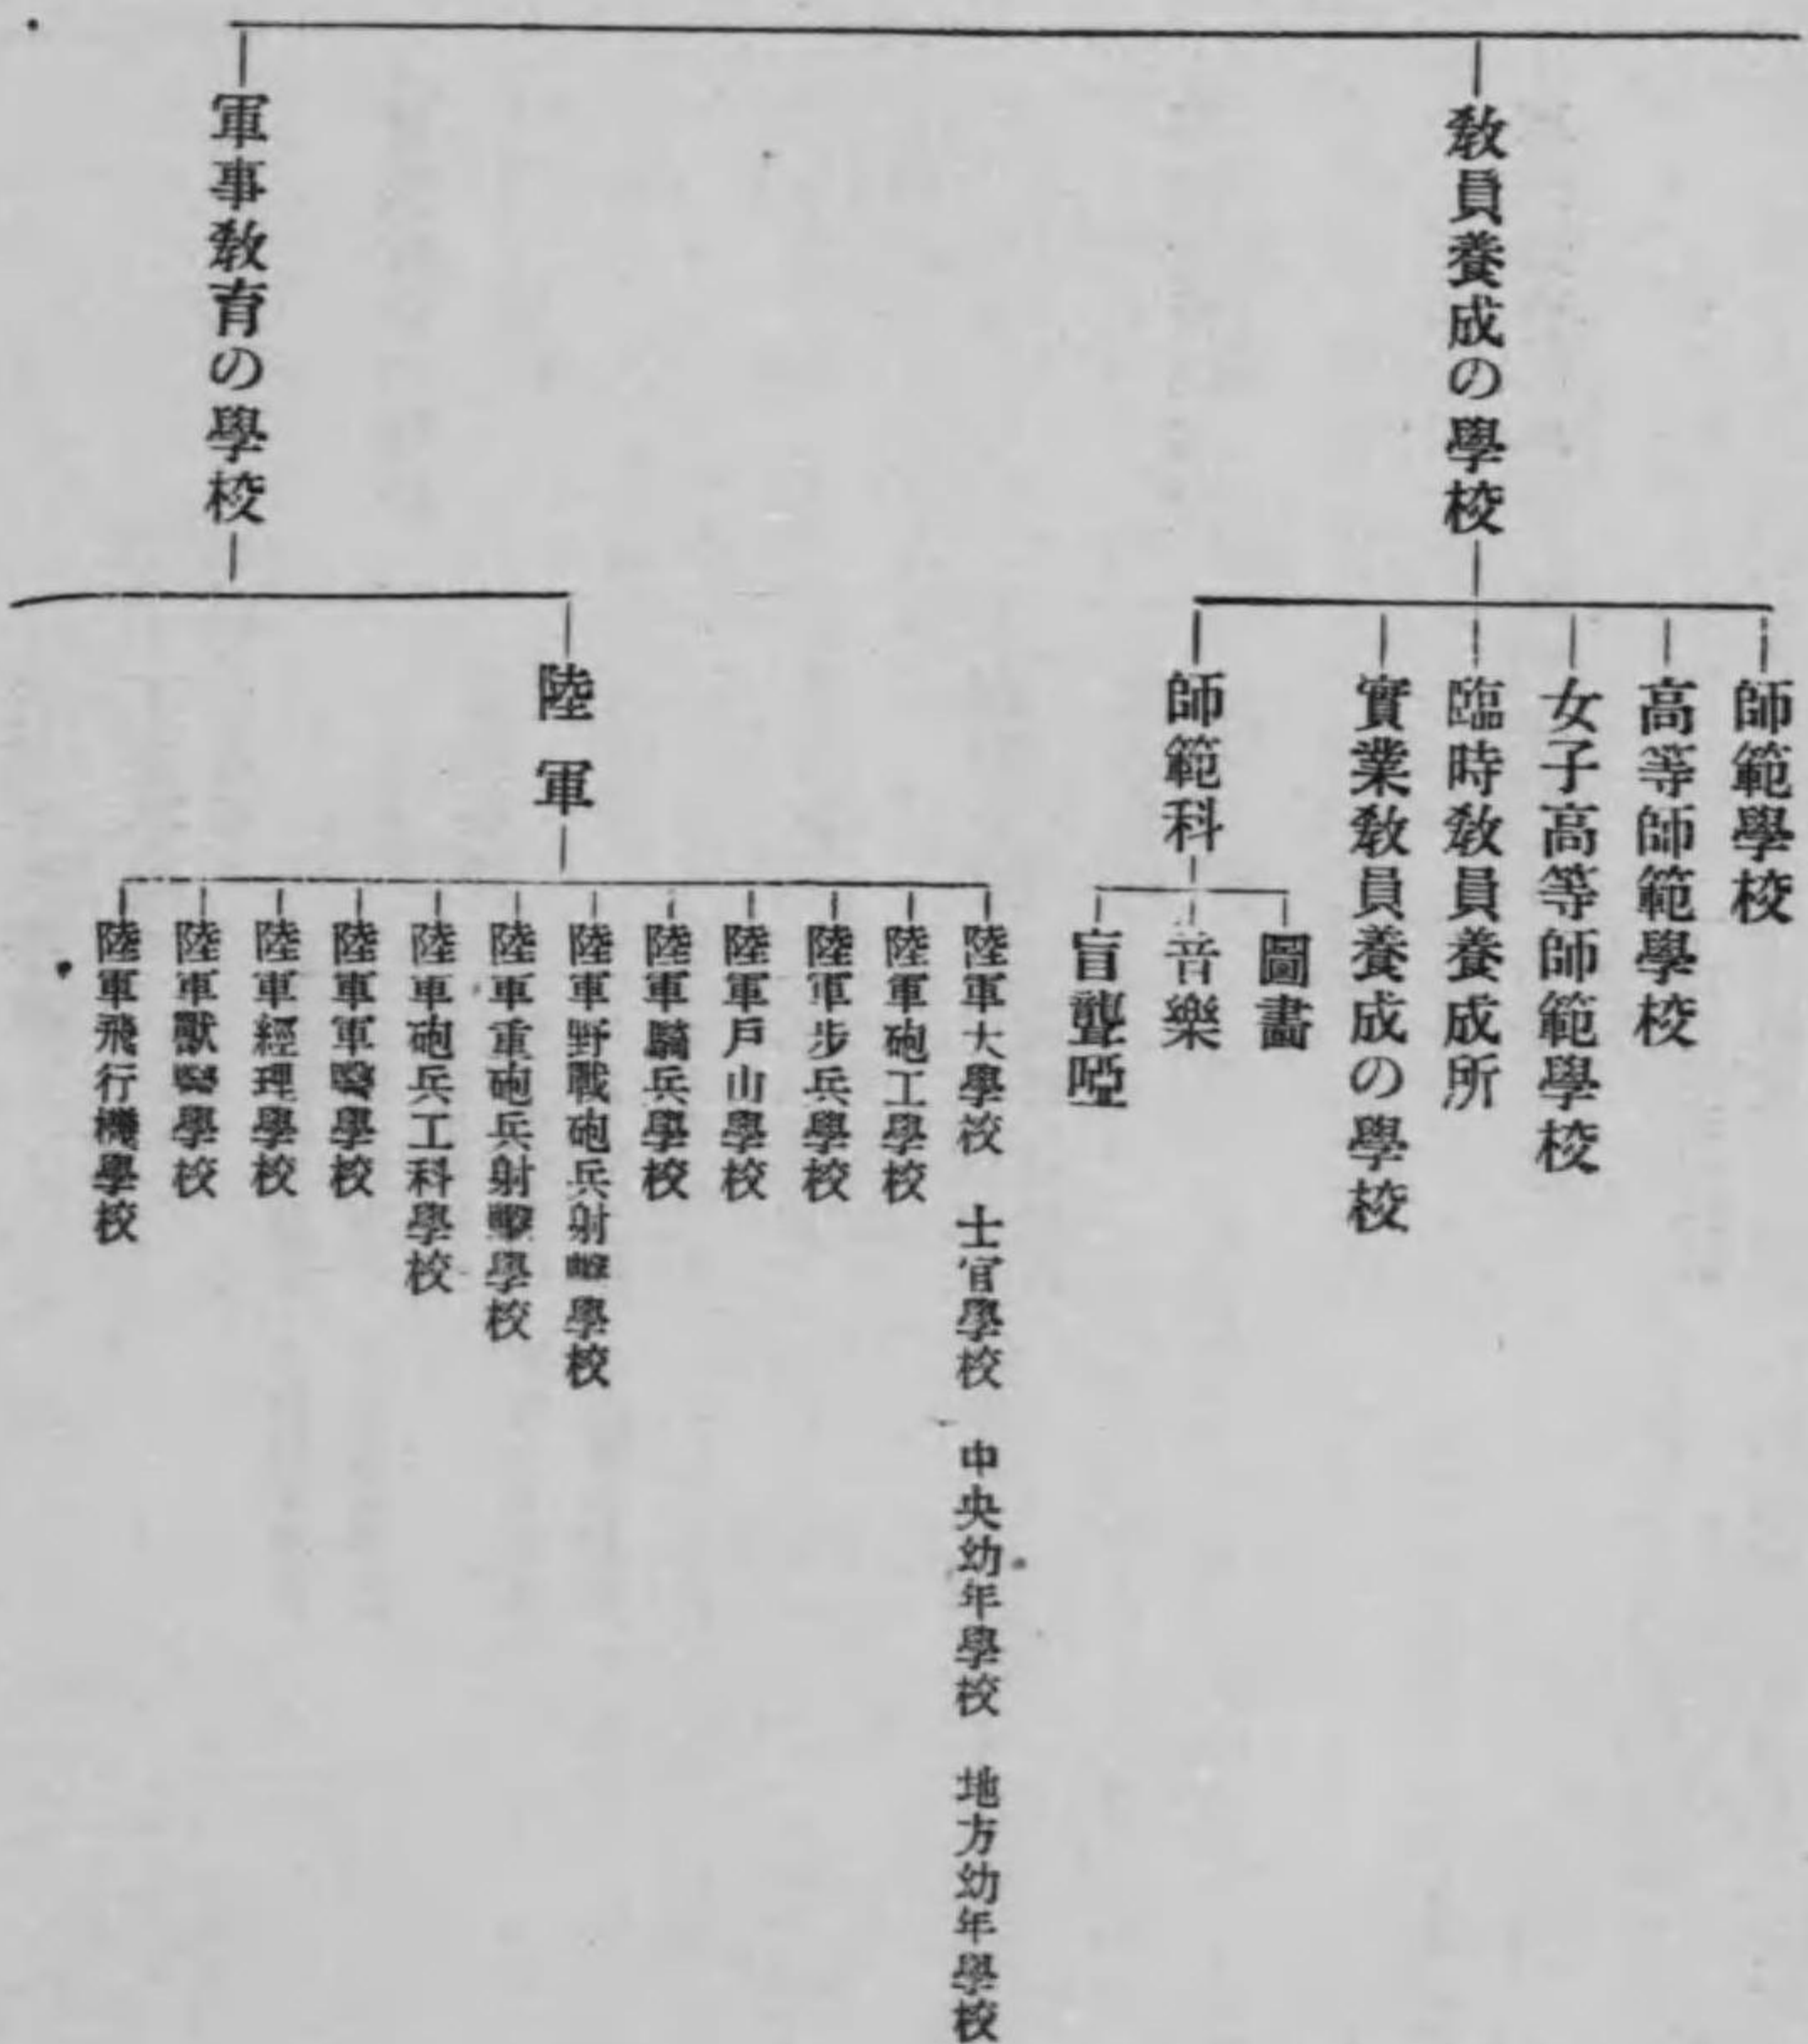 教員養成の學校
師範學校
高等師範學校
女子高等師範學校
臨時教員養成所
實業教員養成の學校
師範科
圖畵
音樂
盲聾啞
軍事教育の學校
陸軍
陸軍大學校　士官學校　中央幼年學校　地方幼年學校
陸軍砲工學校
陸軍步兵學校
陸軍戶山學校
陸軍騎兵學校
陸軍野戰砲兵射擊學校
陸軍重砲兵射擊學校
陸軍砲兵工科學校
陸軍軍醫學校
陸軍經理學校
陸軍獸醫學校
陸軍飛行機學校